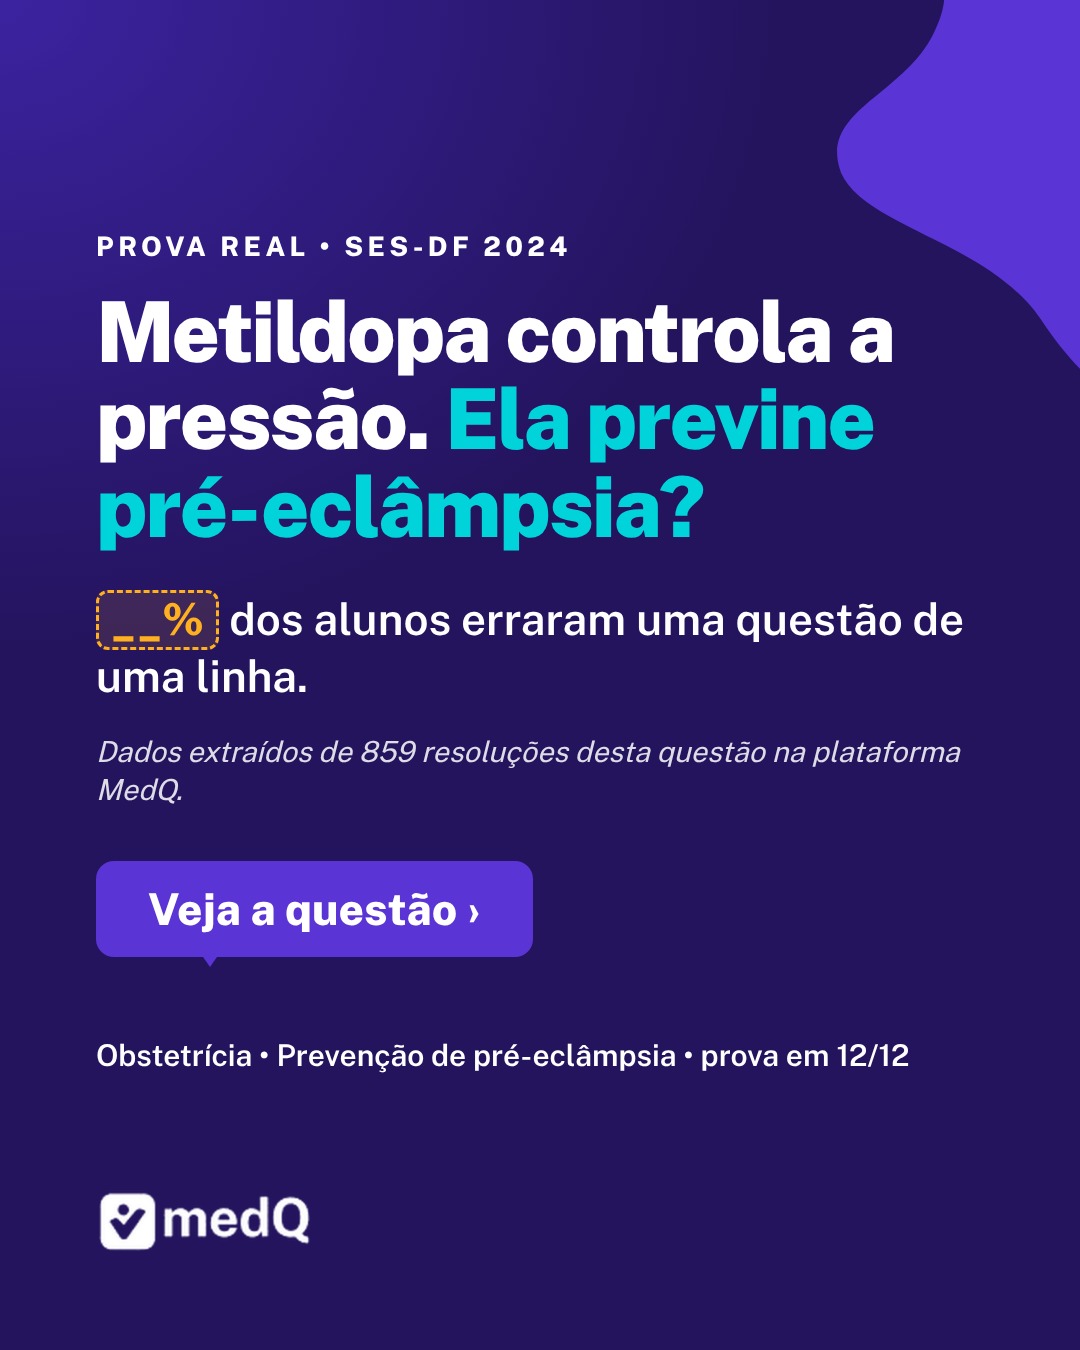 PROVA REAL • SES-DF 2024
Metildopa controla a
pressão. Ela previne
pré-eclâmpsia?
__% dos alunos erraram uma questão de
uma linha.
Dados extraídos de 859 resoluções desta questão na plataforma
MedQ.
Veja a questão ›
Obstetrícia • Prevenção de pré-eclâmpsia • prova em 12/12
medQ